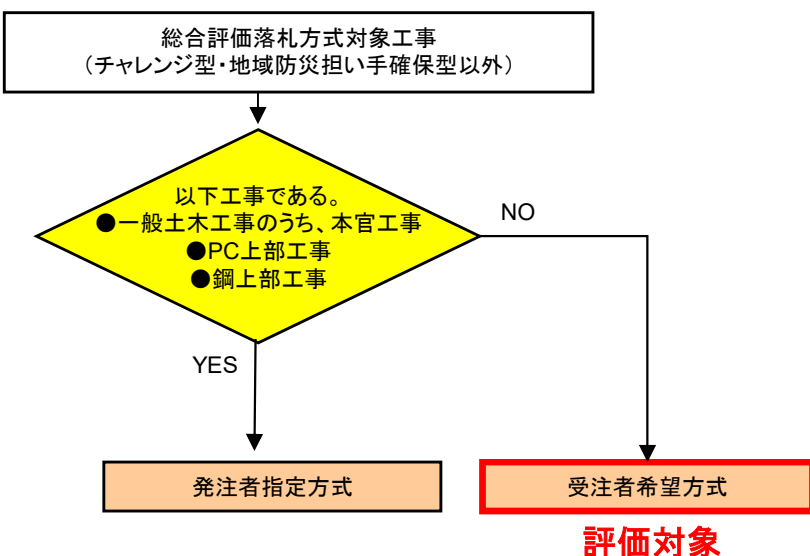 総合評価落札方式対象工事
（チャレンジ型・地域防災担い手確保型以外）
以下工事である。
●一般土木工事のうち、本官工事
●PC上部工事
●鋼上部工事
NO
YES
発注者指定方式
受注者希望方式
評価対象